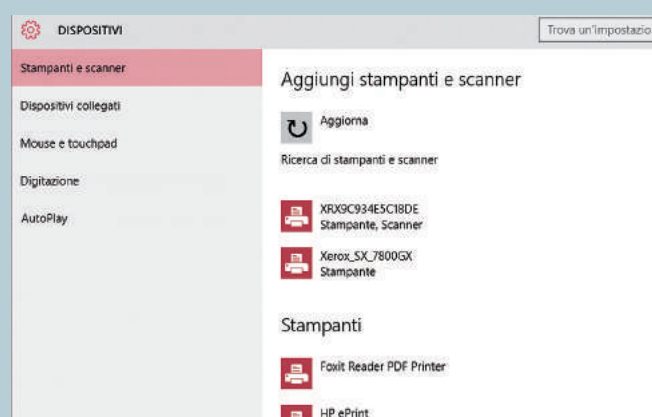 DISPOSITIVI
Trova un'impostazio
Stampanti e scanner
Dispositivi collegati
Mouse e touchpad
Digitazione
AutoPlay
Aggiungi stampanti e scanner
Aggiorna
Ricerca di stampanti e scanner
XRX9C934E5C18DE
Stampante, Scanner
Xerox_SX_7800GX
Stampante
Stampanti
Foxit Reader PDF Printer
HP ePrint